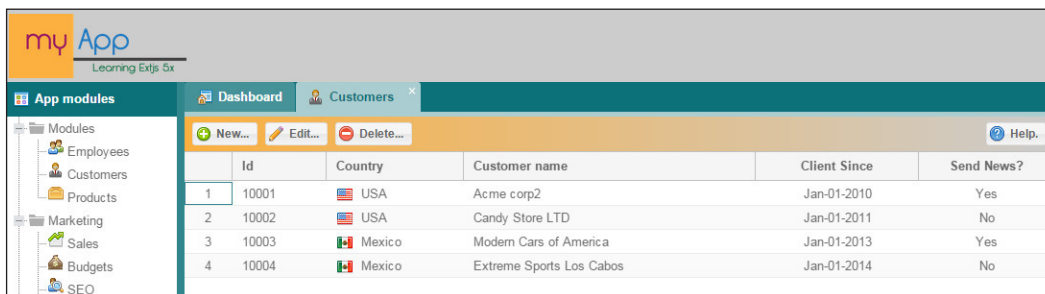 my App
Learning Extjs 5x
App modules
Dashboard
Customers
Modules
Employees
Customers
Products
Marketing
Sales
Budgets
SEO
New... Edit... Delete... Help.
Id Country Customer name Client Since Send News?
1 10001 USA Acme corp2 Jan-01-2010 Yes
2 10002 USA Candy Store LTD Jan-01-2011 No
3 10003 Mexico Modern Cars of America Jan-01-2013 Yes
4 10004 Mexico Extreme Sports Los Cabos Jan-01-2014 No